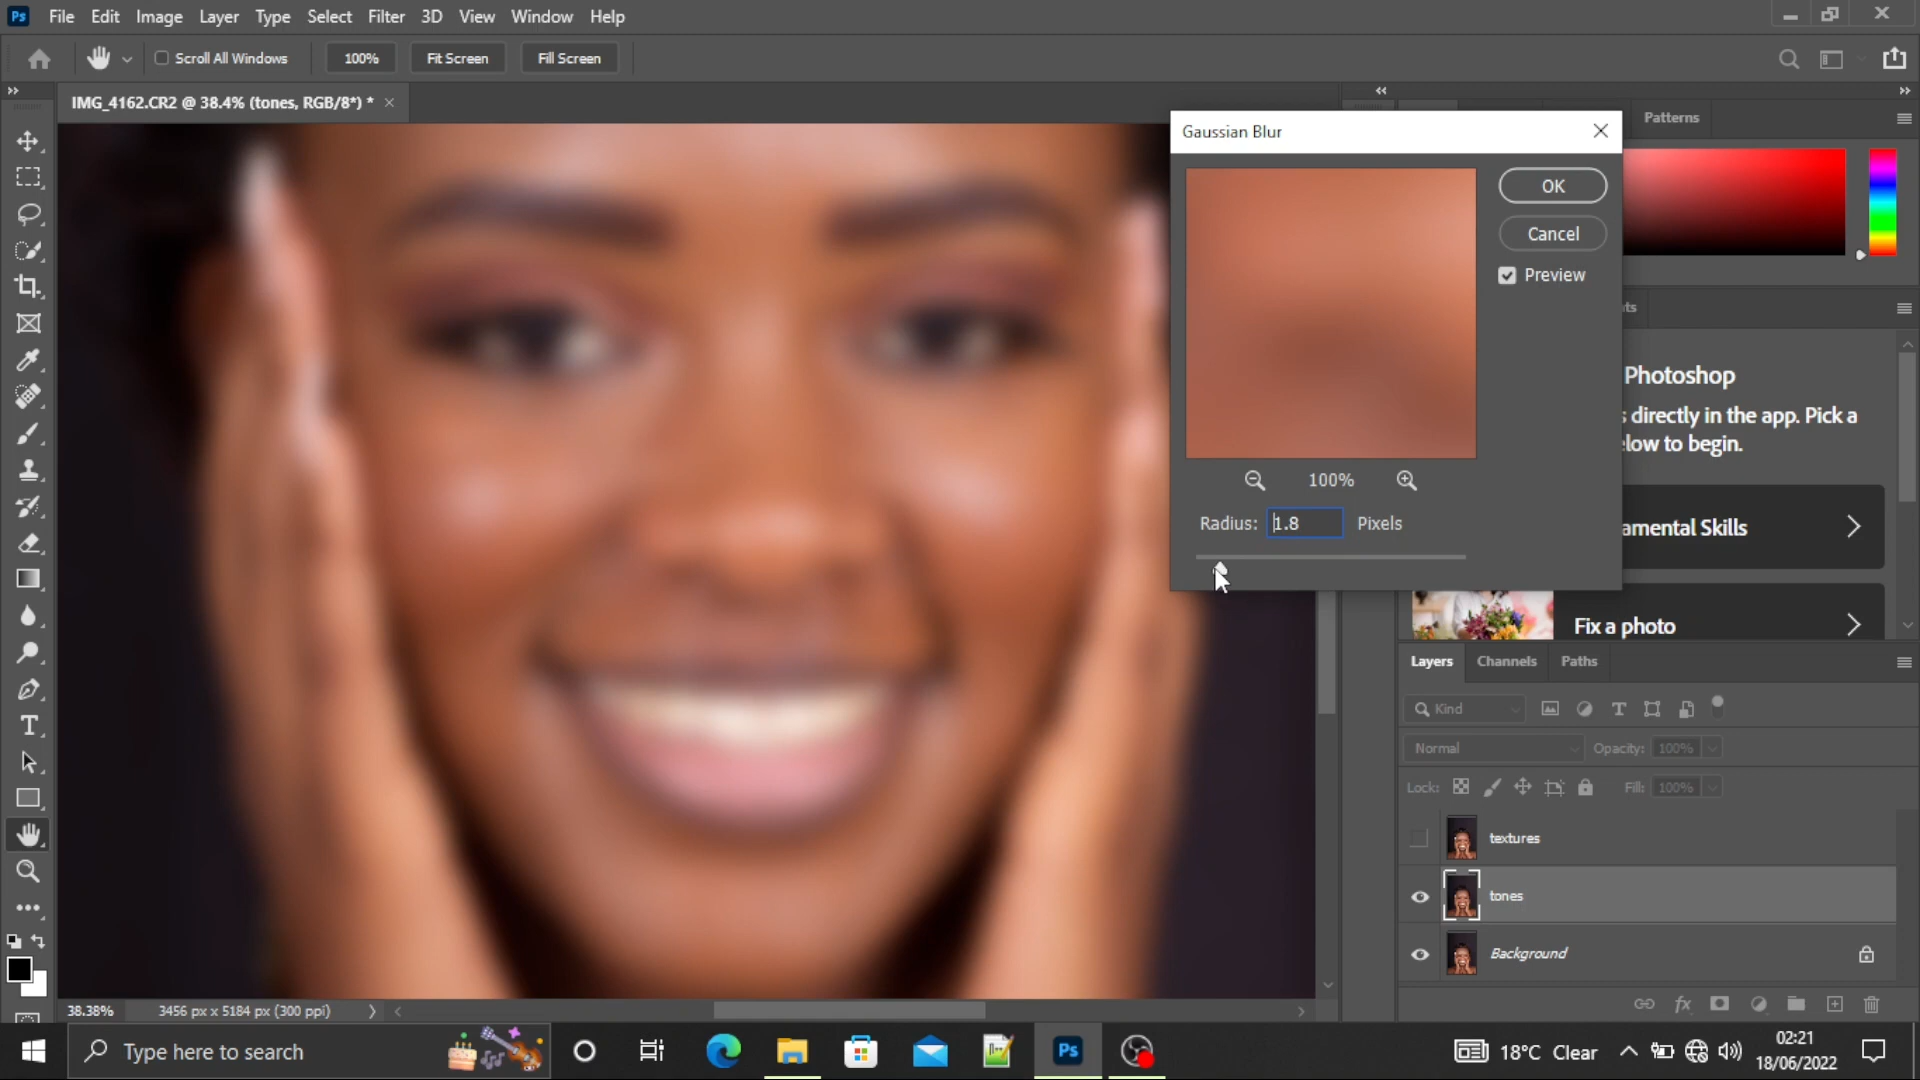 Ps File Edit Image Layer Type Select Filter 3D View Window Help
Scroll All Windows 100% Fit Screen Fill Screen
IMG_4162.CR2 @ 38.4% (tones, RGB/8*) *
Patterns
Gaussian Blur
OK
Cancel
Preview
100%
Radius: 1.8 Pixels
Photoshop
directly in the app. Pick a
low to begin.
amental Skills
Fix a photo
Layers Channels Paths
Kind
Normal Opacity: 100%
Lock: Fill: 100%
textures
tones
Background
38.38% 3456 px x 5184 px (300 ppi)
Type here to search
Ps
18°C Clear
02:21
18/06/2022